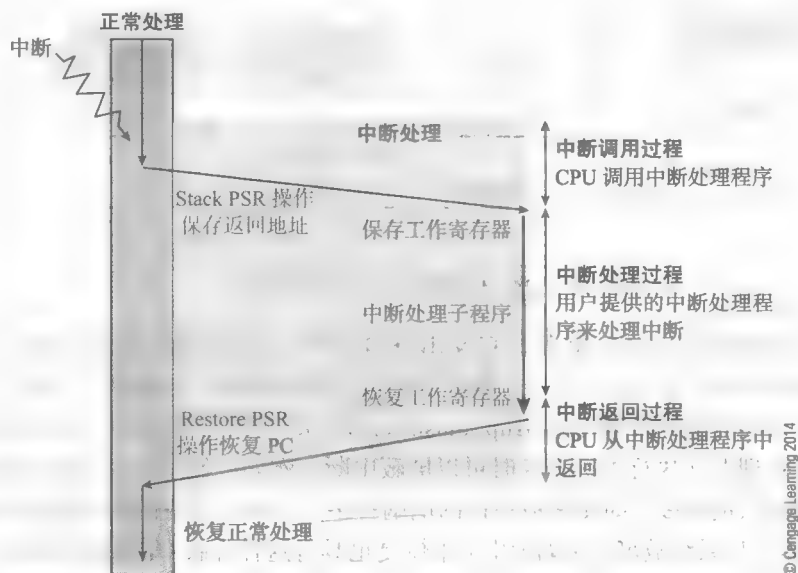 正常处理
中断
中断处理
中断调用过程
CPU 调用中断处理程序
Stack PSR 操作
保存返回地址
保存工作寄存器
中断处理过程
用户提供的中断处理程
序来处理中断
中断处理子程序
恢复工作寄存器
Restore PSR
操作恢复 PC
中断返回过程
CPU 从中断处理程序中
返回
恢复正常处理
© Cengage Learning 2014